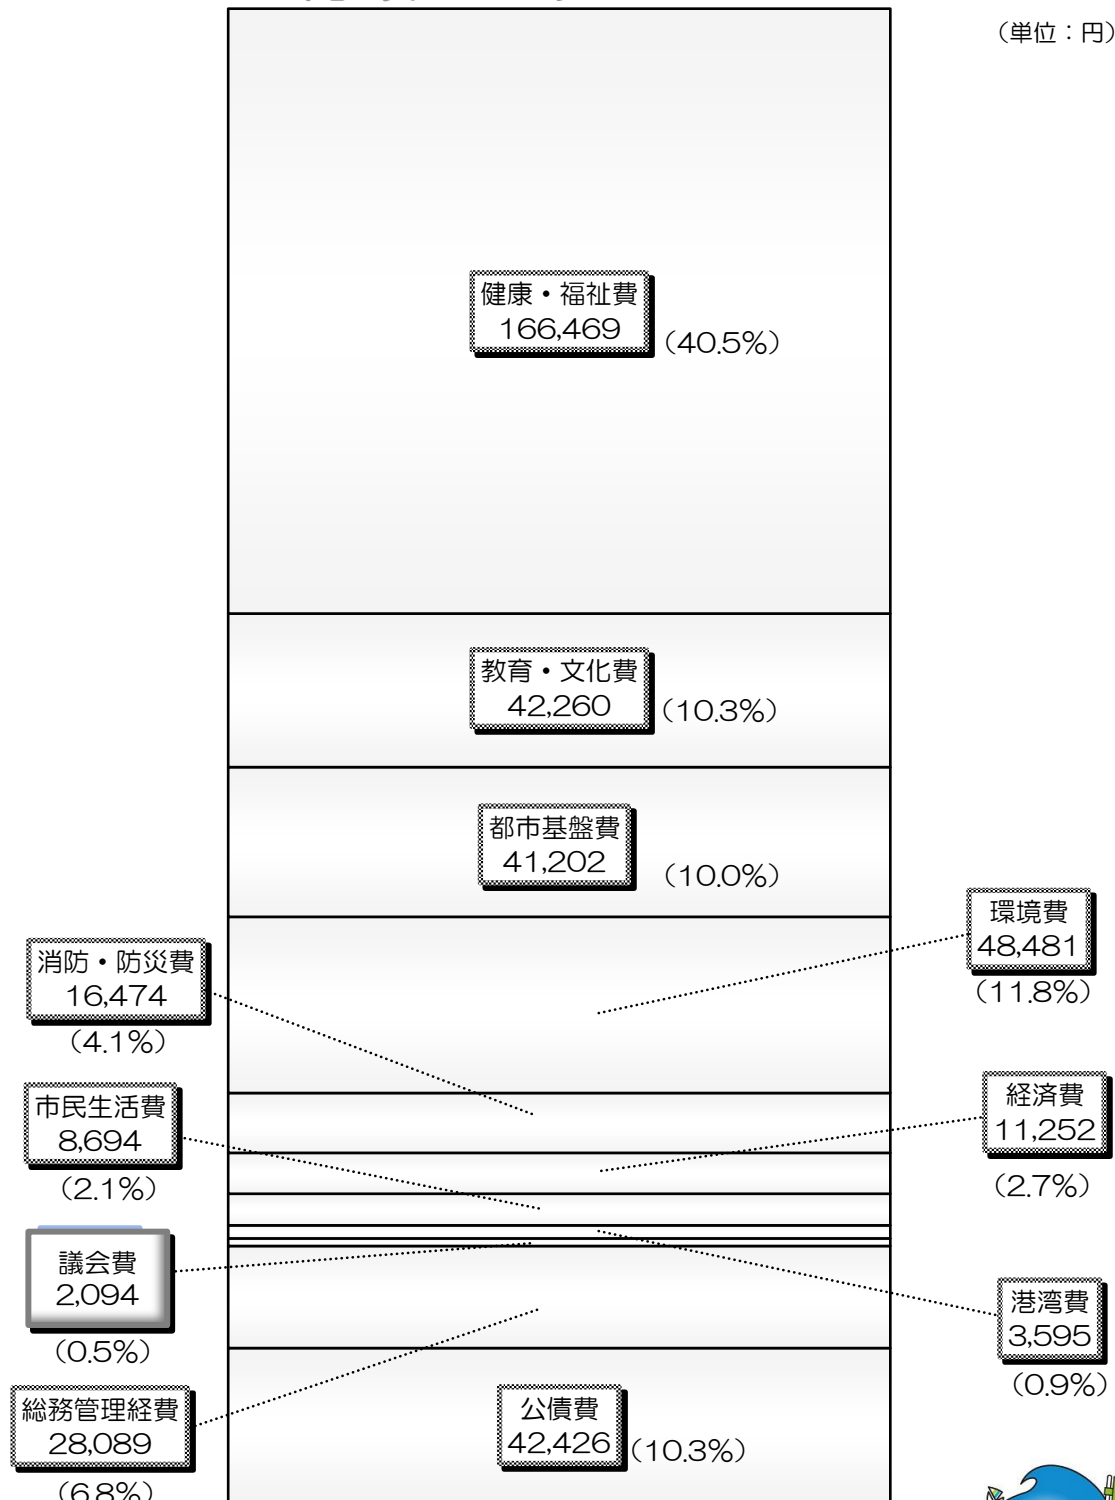 （単位：円）
健康・福祉費
166,469
（40.5%）
教育・文化費
42,260
（10.3%）
都市基盤費
41,202
（10.0%）
環境費
48,481
（11.8%）
消防・防災費
16,474
（4.1%）
経済費
11,252
（2.7%）
市民生活費
8,694
（2.1%）
港湾費
3,595
（0.9%）
議会費
2,094
（0.5%）
総務管理経費
28,089
（6.8%）
公債費
42,426
（10.3%）